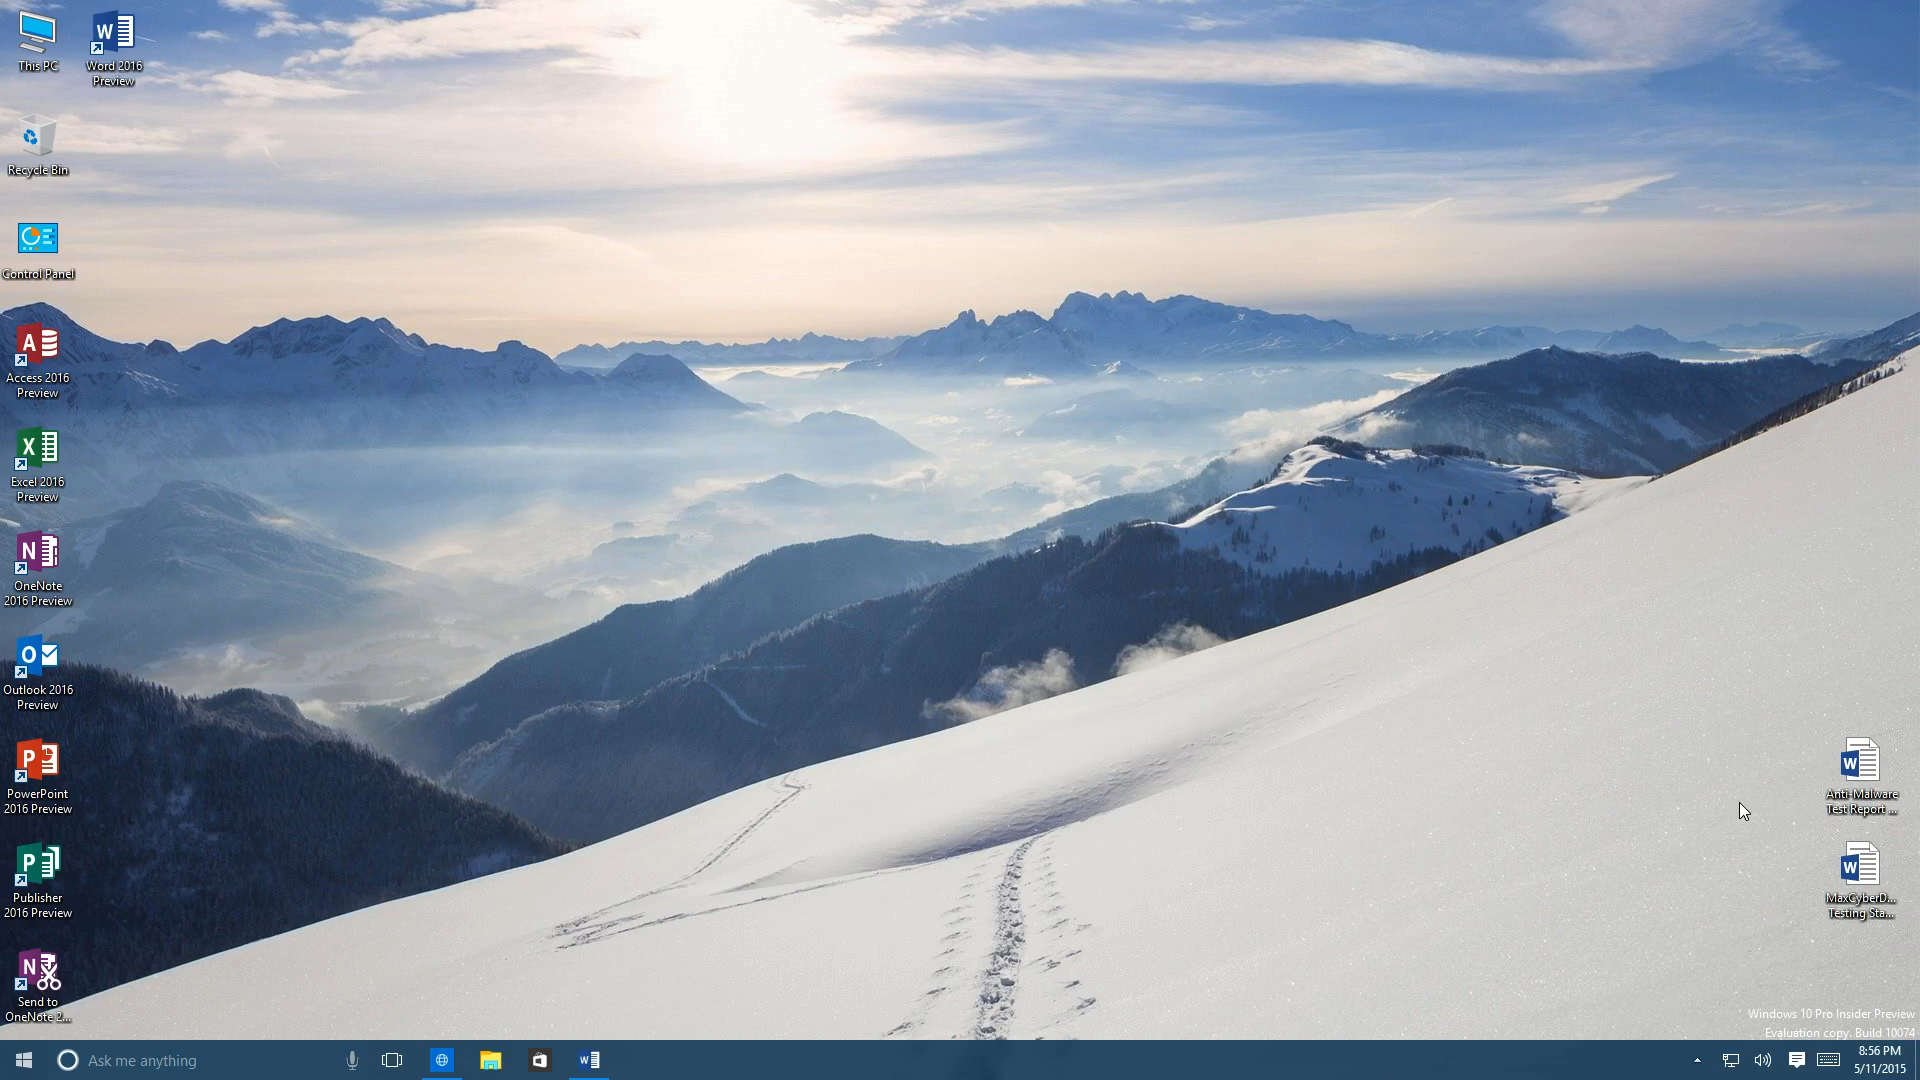 This PC
Word 2016
Preview
Recycle Bin
Control Panel
Access 2016
Preview
Excel 2016
Preview
OneNote
2016 Preview
Outlook 2016
Preview
PowerPoint
2016 Preview
Publisher
2016 Preview
Send to
OneNote 2...
Anti-Malware
Test Report ...
MaxCyberD...
Testing Sta...
Windows 10 Pro Insider Preview
Evaluation copy. Build 10074
Ask me anything
8:56 PM
5/11/2015